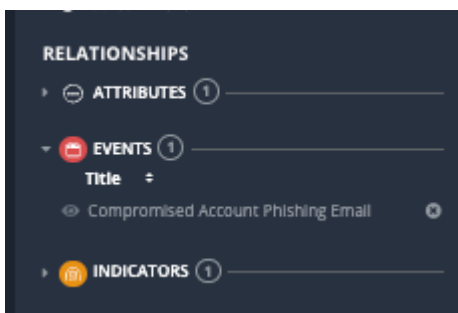 RELATIONSHIPS
ATTRIBUTES 1
EVENTS 1
Title
Compromised Account Phishing Email
INDICATORS 1